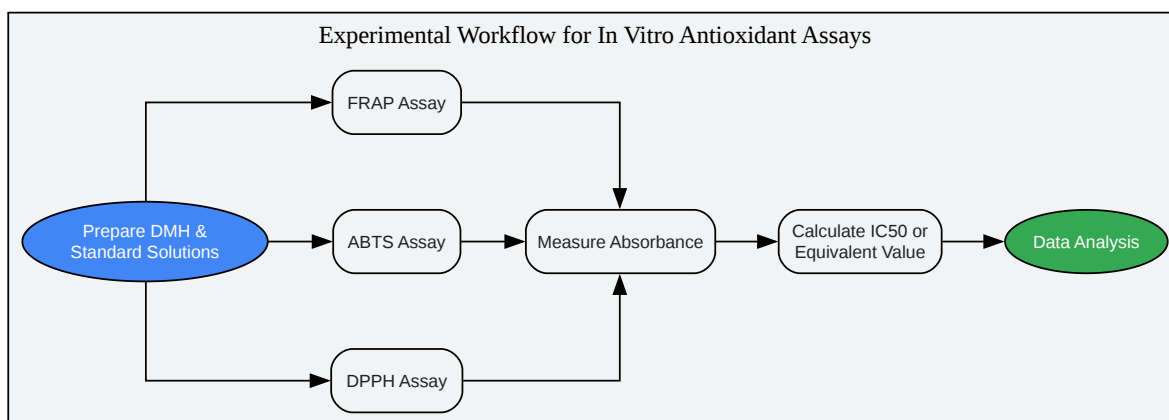 Experimental Workflow for In Vitro Antioxidant Assays
FRAP Assay
Prepare DMH &
Standard Solutions
ABTS Assay
Measure Absorbance
Calculate IC50 or
Equivalent Value
Data Analysis
DPPH Assay